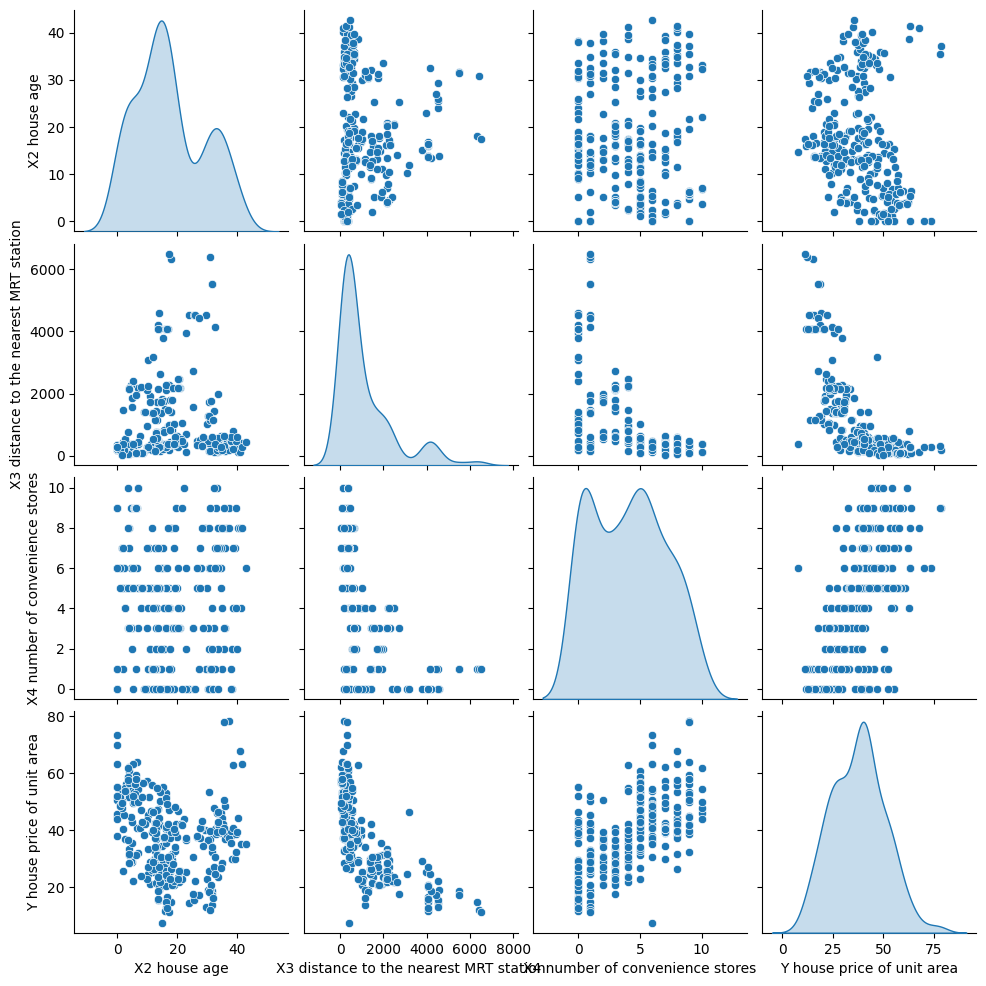 40
30
20
10
0
X2 house age
6000
4000
2000
0
X3 distance to the nearest MRT station
10
8
6
4
2
0
X4 number of convenience stores
80
60
40
20
Y house price of unit area
0 20 40
0 2000 4000 6000 8000
0 5 10
0 25 50 75
X2 house age
X3 distance to the nearest MRT station
X4 number of convenience stores
Y house price of unit area